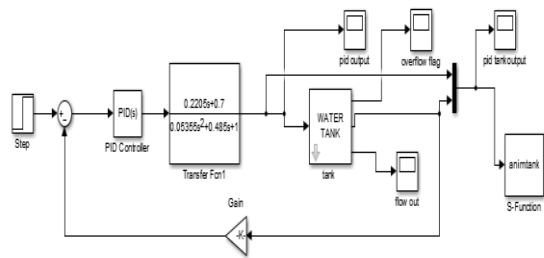 pid output
overflow flag
pid tankoutput
0.2205s+0.7
0.05355s²+0.485s+1
PID(s)
WATER
TANK
Step
PID Controller
Transfer Fcn1
tank
animtank
flow out
S-Function
Gain
-K-